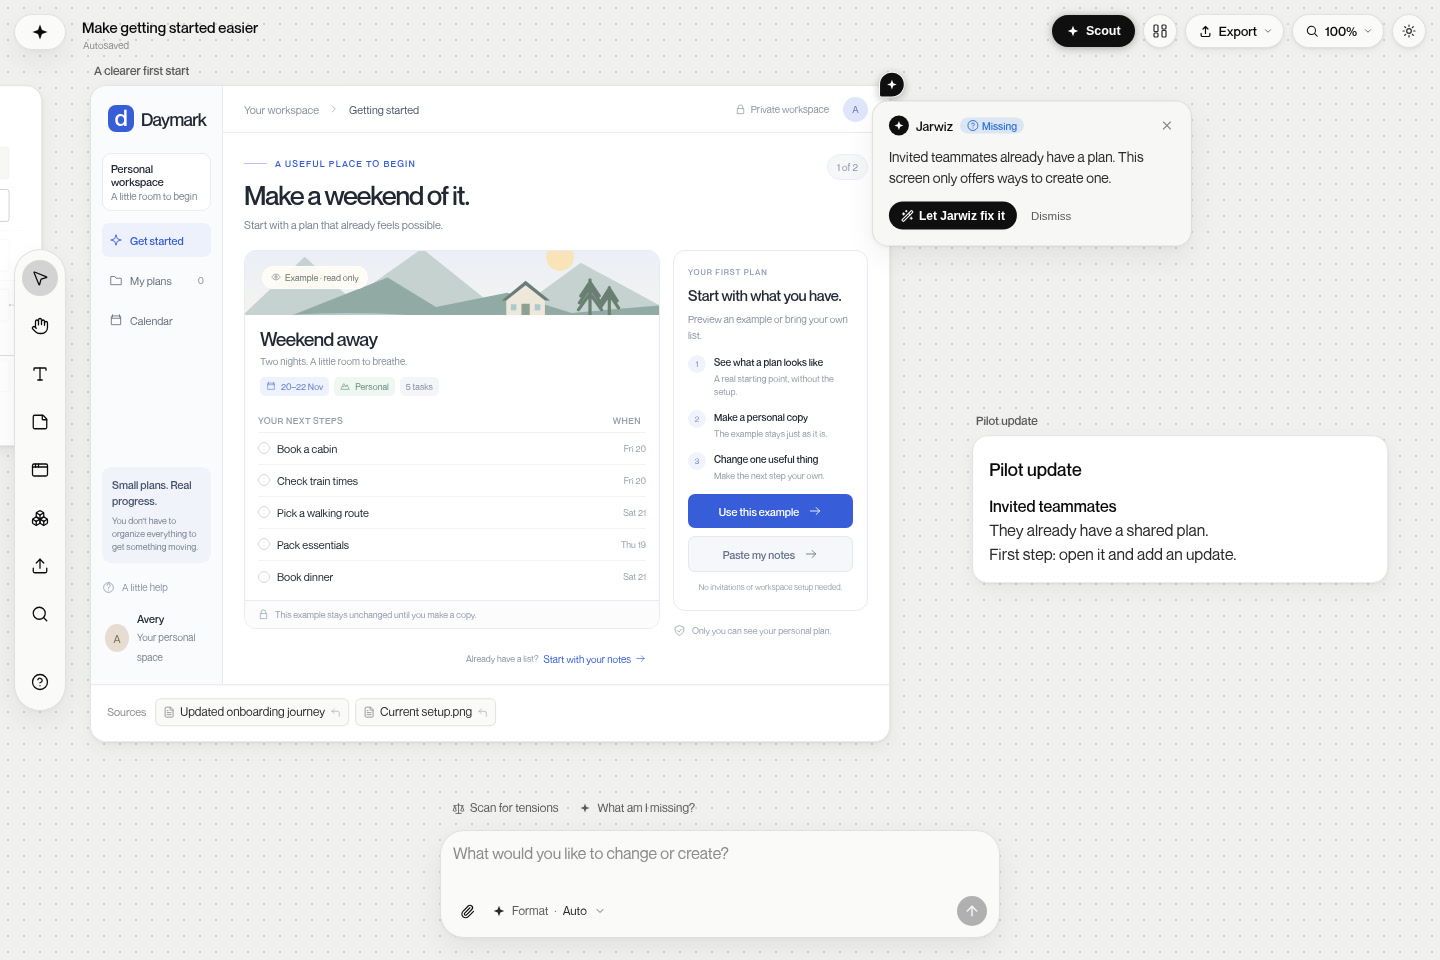 Make getting started easier
Autosaved
Scout
Export
100%
A clearer first start
d Daymark
Personal workspace
A little room to begin
Get started
My plans 0
Calendar
Small plans. Real progress.
You don't have to organize everything to get something moving.
A little help
A
Avery
Your personal space
Your workspace
Getting started
Private workspace
A
A USEFUL PLACE TO BEGIN
1 of 2
Make a weekend of it.
Start with a plan that already feels possible.
Example · read only
Weekend away
Two nights. A little room to breathe.
20–22 Nov
Personal
5 tasks
YOUR NEXT STEPS WHEN
Book a cabin Fri 20
Check train times Fri 20
Pick a walking route Sat 21
Pack essentials Thu 19
Book dinner Sat 21
This example stays unchanged until you make a copy.
Already have a list? Start with your notes
YOUR FIRST PLAN
Start with what you have.
Preview an example or bring your own list.
1 See what a plan looks like
A real starting point, without the setup.
2 Make a personal copy
The example stays just as it is.
3 Change one useful thing
Make the next step your own.
Use this example
Paste my notes
No invitations or workspace setup needed.
Only you can see your personal plan.
Sources
Updated onboarding journey
Current setup.png
Jarwiz
Missing
Invited teammates already have a plan. This
screen only offers ways to create one.
Let Jarwiz fix it
Dismiss
Pilot update
Pilot update
Invited teammates
They already have a shared plan.
First step: open it and add an update.
Scan for tensions
What am I missing?
What would you like to change or create?
Format · Auto